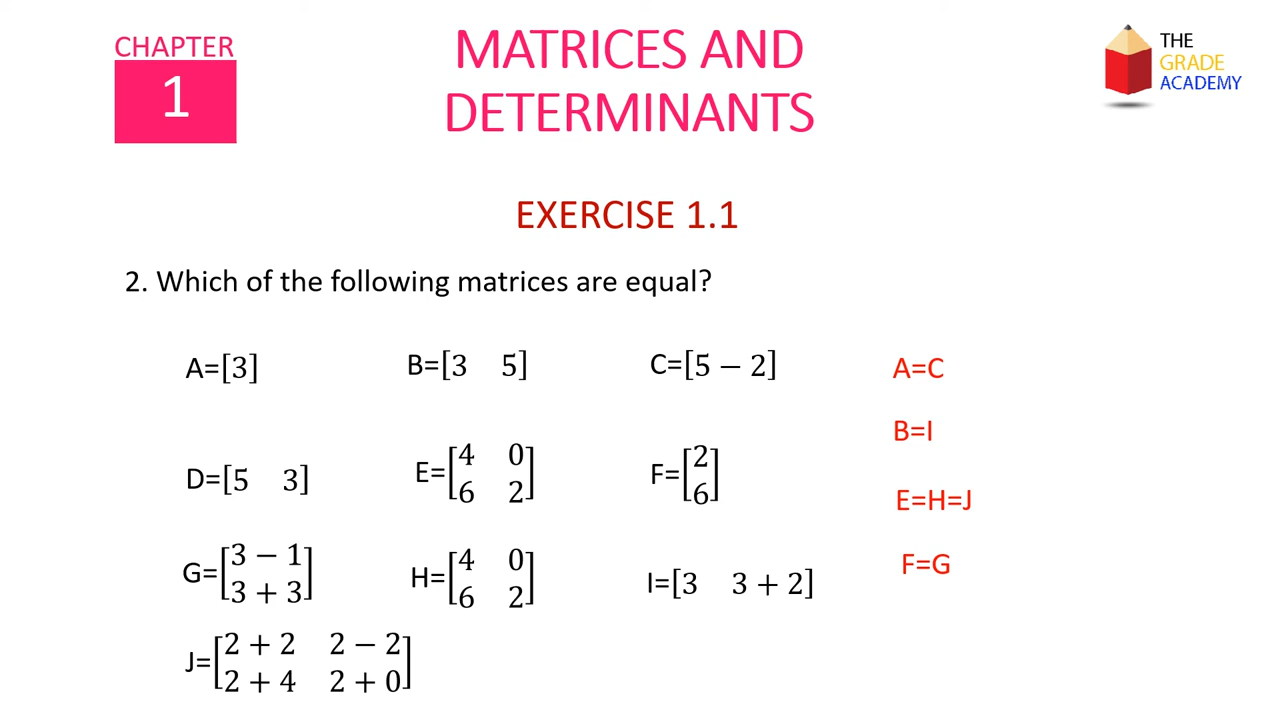 CHAPTER
1
MATRICES AND
DETERMINANTS
THE
GRADE
ACADEMY
EXERCISE 1.1
2. Which of the following matrices are equal?
A=[3] B=[3 5] C=[5 − 2] A=C
B=I
D=[5 3] E=[4 0 F=[2
6 2] 6]
E=H=J
G=[3 − 1 H=[4 0 I=[3 3 + 2] F=G
3 + 3] 6 2]
J=[2 + 2 2 − 2
2 + 4 2 + 0]